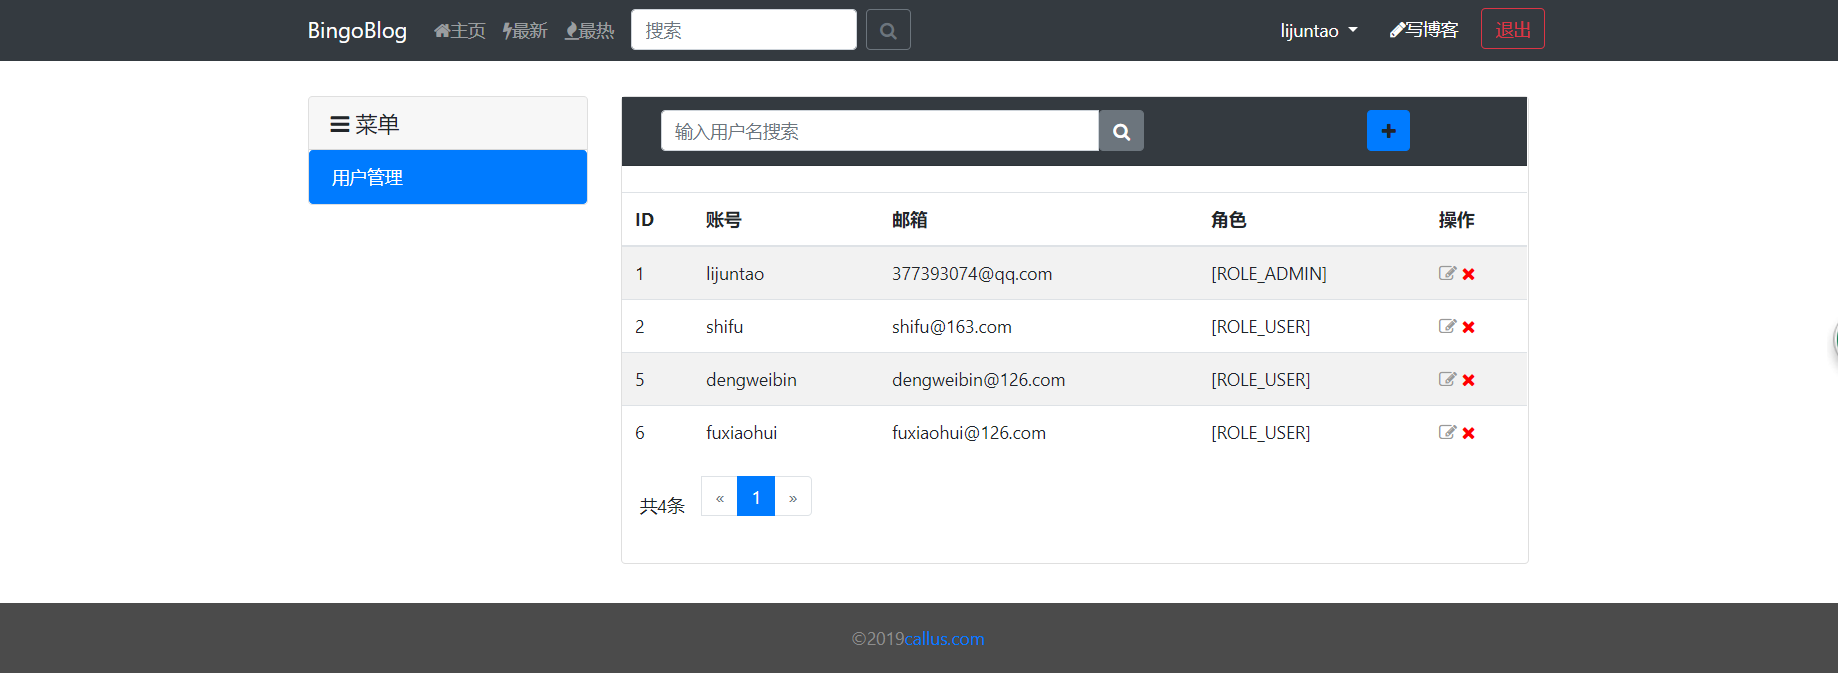 BingoBlog 主页 最新 最热 搜索 lijuntao 写博客 退出
菜单
用户管理
输入用户名搜索
ID 账号 邮箱 角色 操作
1 lijuntao 377393074@qq.com [ROLE_ADMIN]
2 shifu shifu@163.com [ROLE_USER]
5 dengweibin dengweibin@126.com [ROLE_USER]
6 fuxiaohui fuxiaohui@126.com [ROLE_USER]
共4条 « 1 »
©2019callus.com